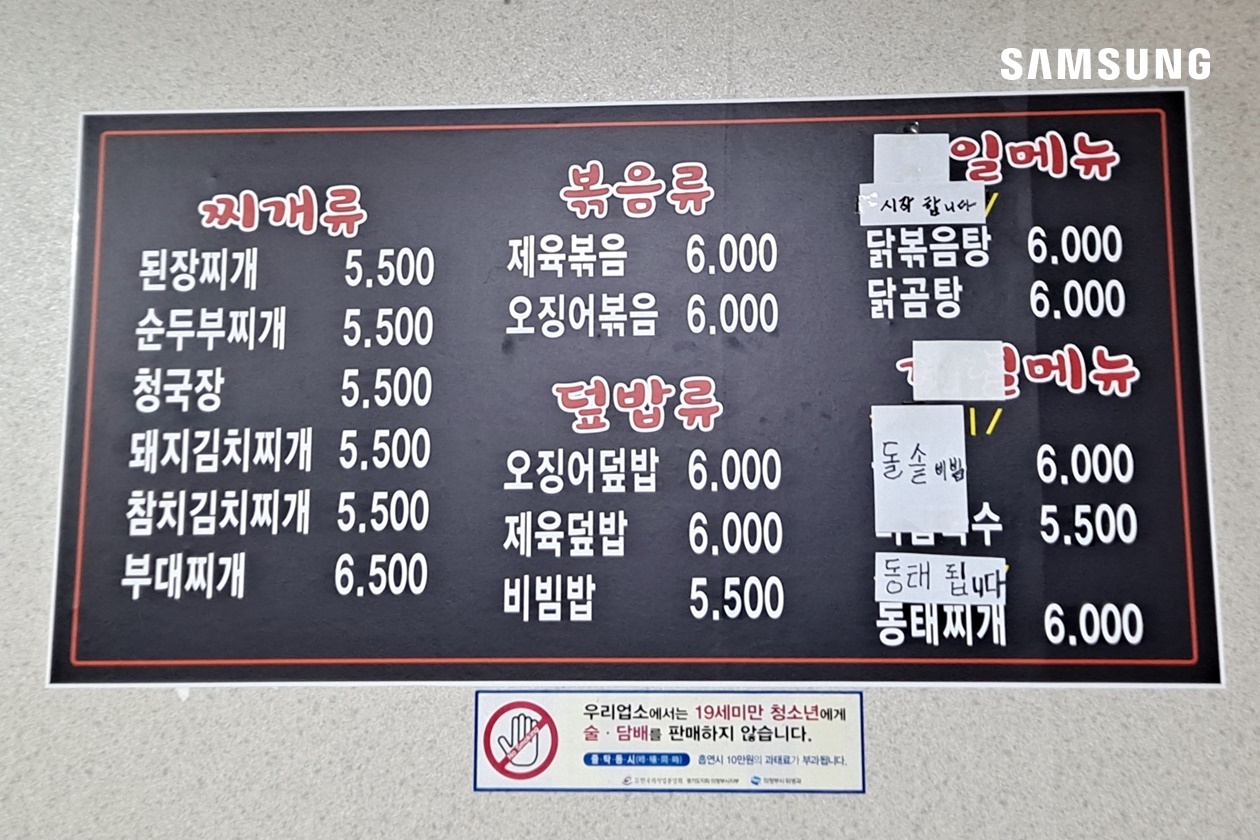 SAMSUNG
찌개류
된장찌개 5.500
순두부찌개 5.500
청국장 5.500
돼지김치찌개 5.500
참치김치찌개 5.500
부대찌개 6.500
볶음류
제육볶음 6.000
오징어볶음 6.000
덮밥류
오징어덮밥 6.000
제육덮밥 6.000
비빔밥 5.500
일메뉴
시작 합니다
닭볶음탕 6.000
닭곰탕 6.000
메뉴
돌솥 비빔
6.000
수 5.500
동태 됩니다
동태찌개 6.000
우리업소에서는 19세미만 청소년에게
술·담배를 판매하지 않습니다.
흡연시 10만원의 과태료가 부과됩니다.